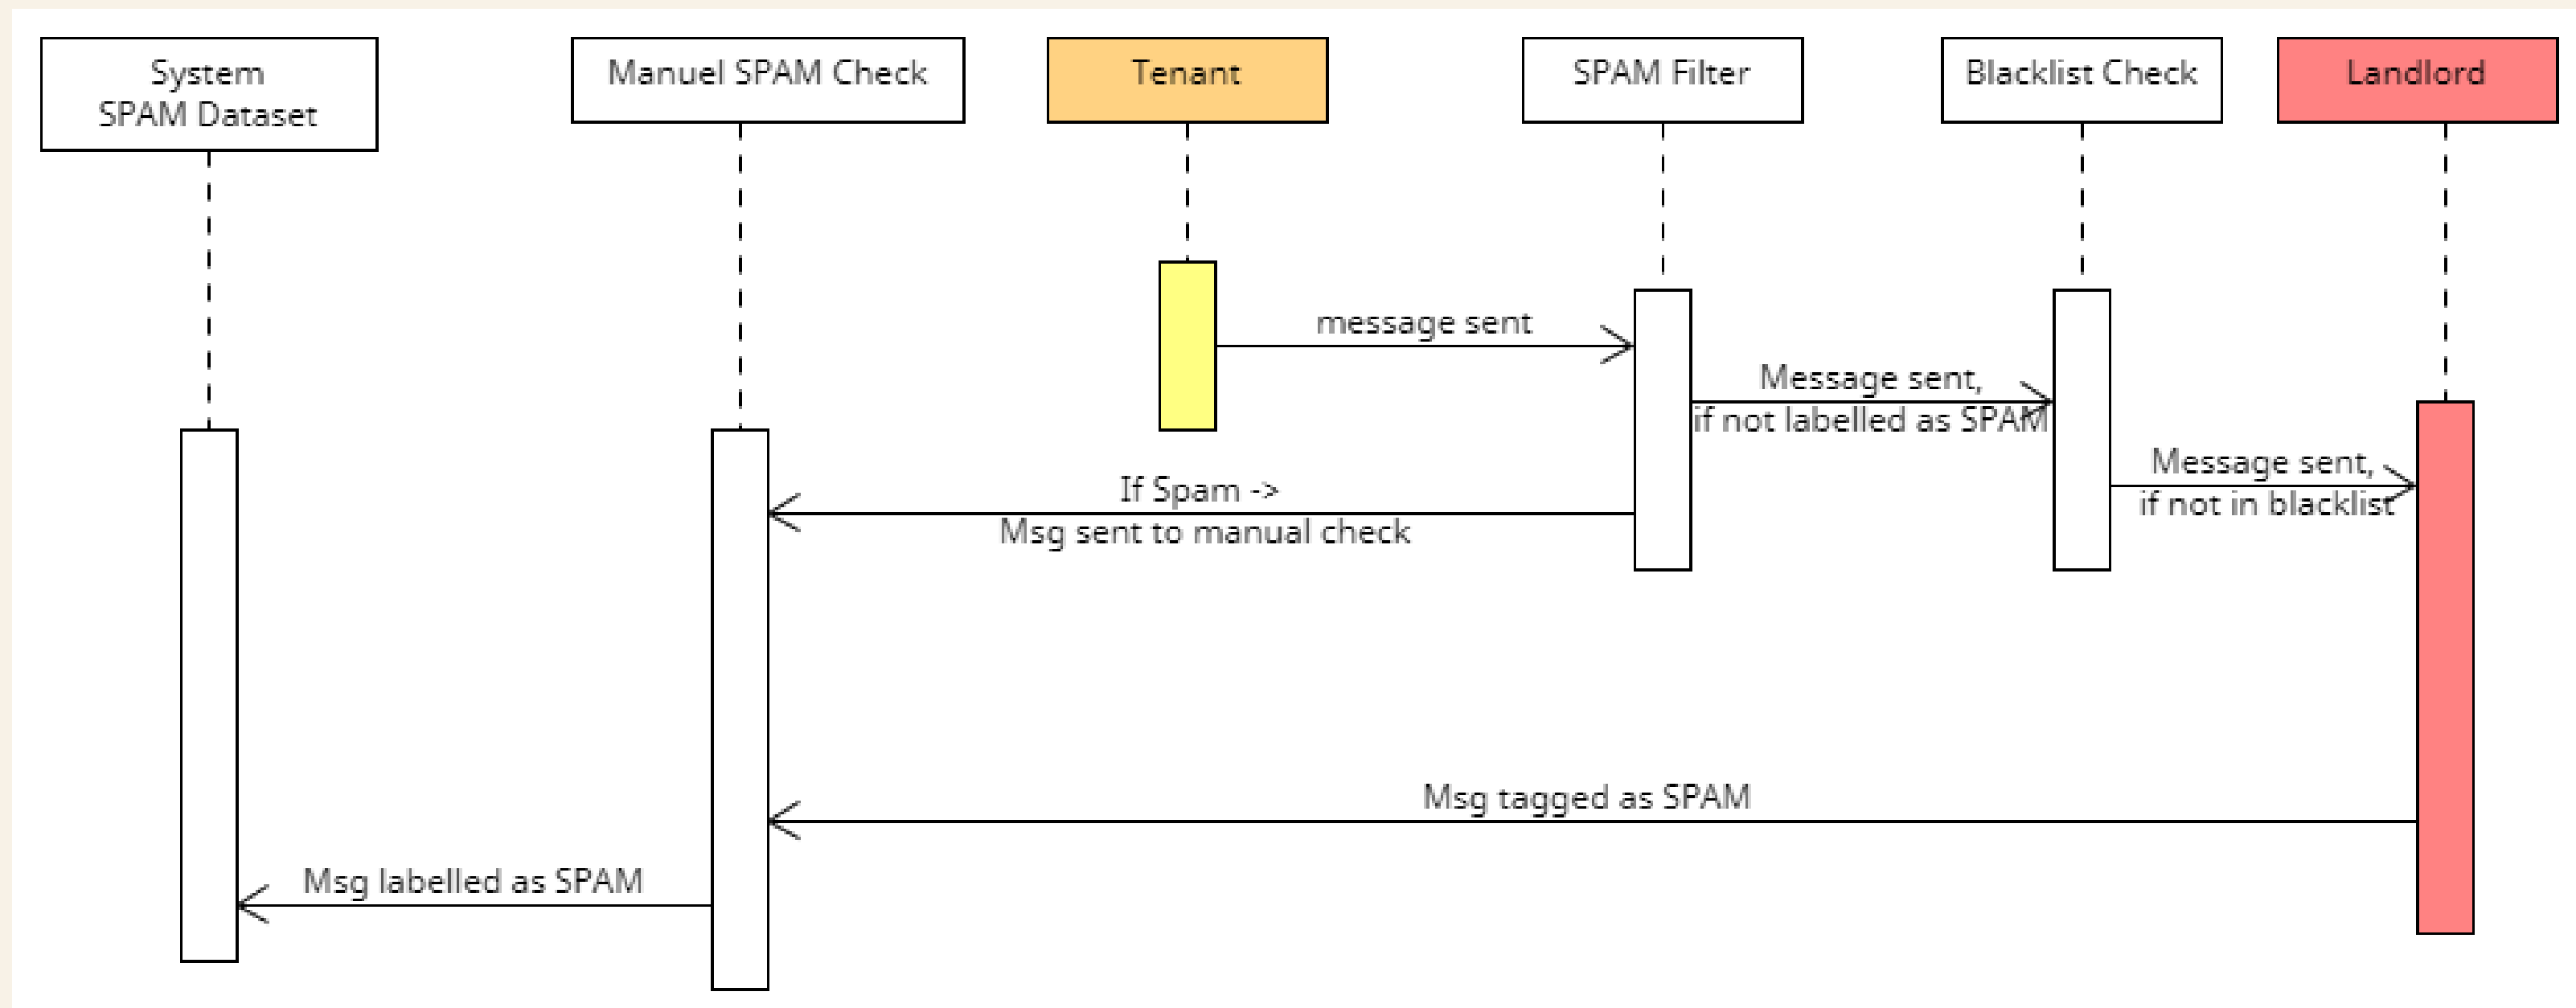 System
SPAM Dataset
Manuel SPAM Check
Tenant
SPAM Filter
Blacklist Check
Landlord
message sent
Message sent,
if not labelled as SPAM
Message sent,
if not in blacklist
If Spam ->
Msg sent to manual check
Msg tagged as SPAM
Msg labelled as SPAM